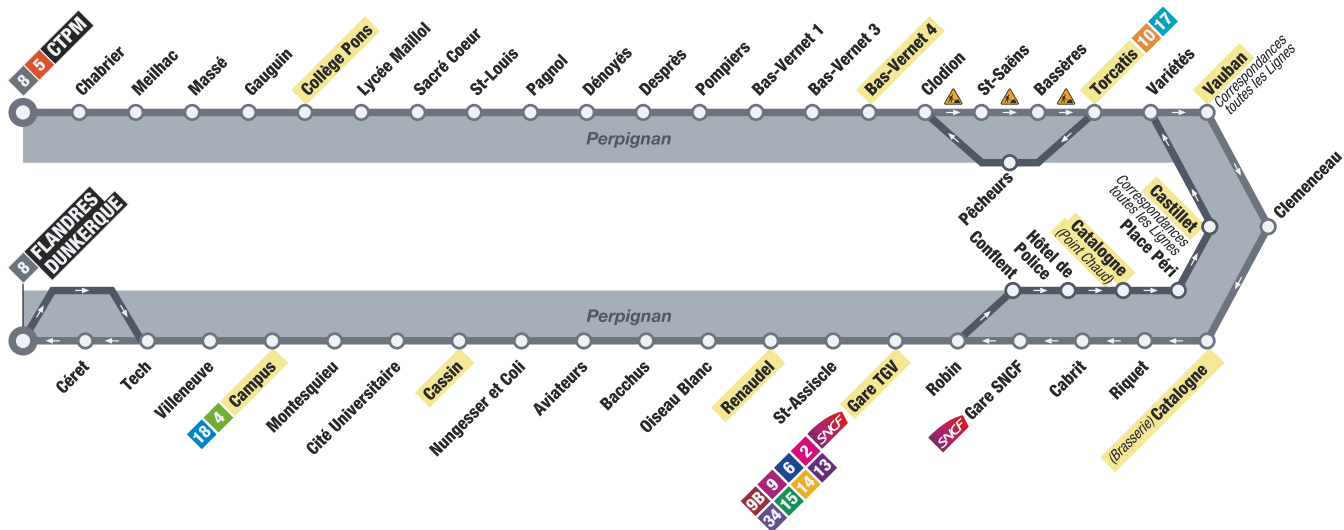 8 5 CTPM
Chabrier
Meilhac
Massé
Gauguin
Collège Pons
Lycée Maillol
Sacré Coeur
St-Louis
Pagnol
Dénoyés
Desprès
Pompiers
Bas-Vernet 1
Bas-Vernet 3
Bas-Vernet 4
Clodion
St-Saëns
Bassères
Torcatis 10 17
Variétés
Vauban
Correspondances
toutes les Lignes
Perpignan
Pêcheurs
Clemenceau
8 FLANDRES
DUNKERQUE
Conflent
Hôtel de
Police
Catalogne
(Point Chaud)
Place Péri
Castillet
Correspondances
toutes les Lignes
Perpignan
Céret
Tech
Villeneuve
18 4 Campus
Montesquieu
Cité Universitaire
Cassin
Nungesser et Coli
Aviateurs
Bacchus
Oiseau Blanc
Renaudel
St-Assiscle
9B 9 6 2 SNCF Gare TGV
34 15 14 13
Robin
SNCF Gare SNCF
Cabrit
Riquet
(Brasserie) Catalogne